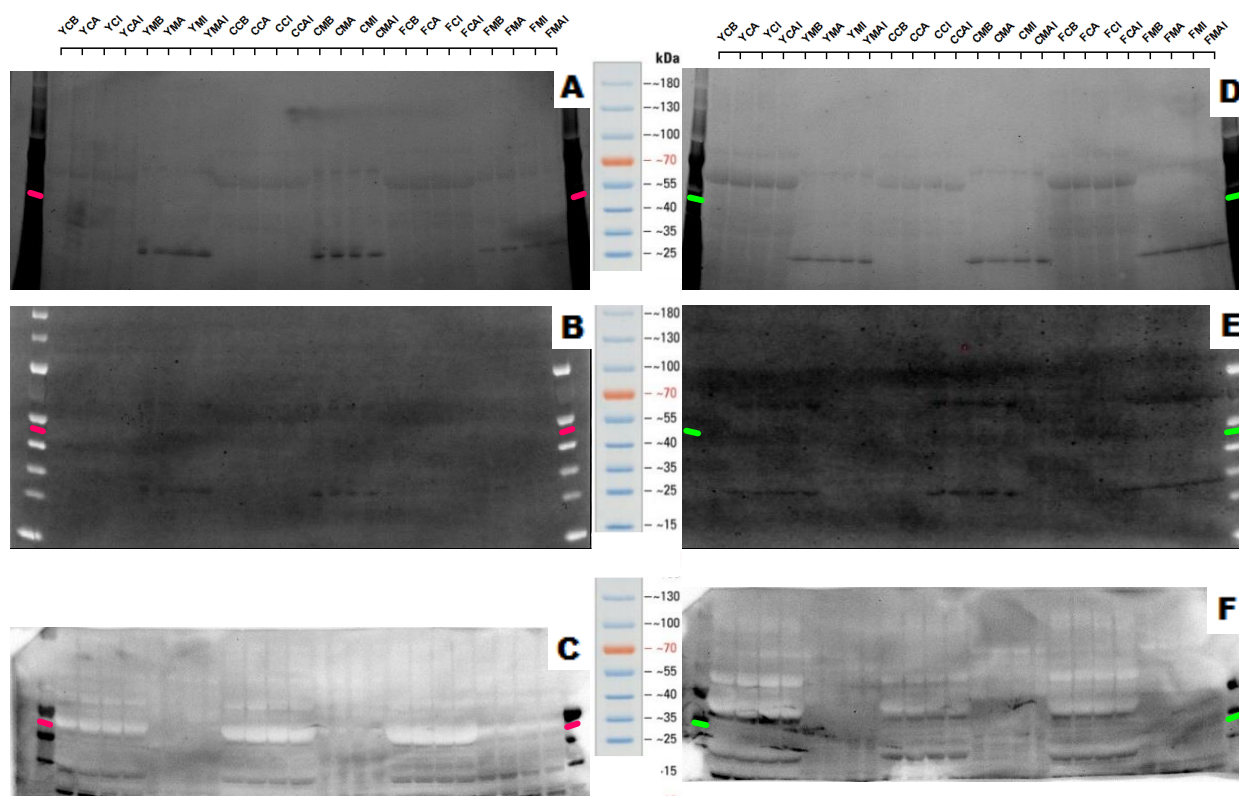 YCB YCA YCI YCAI YMB YMA YMI YMAI CCB CCA CCI CCAI CMB CMA CMI CMAI FCB FCA FCI FCAI FMB FMA FMI FMAI
YCB YCA YCI YCAI YMB YMA YMI YMAI CCB CCA CCI CCAI CMB CMA CMI CMAI FCB FCA FCI FCAI FMB FMA FMI FMAI
A
kDa
~180
~130
~100
~70
~55
~40
~35
~25
D
B
~180
~130
~100
~70
~55
~40
~35
~25
~15
E
C
~130
~100
~70
~55
~40
~35
~25
15
F